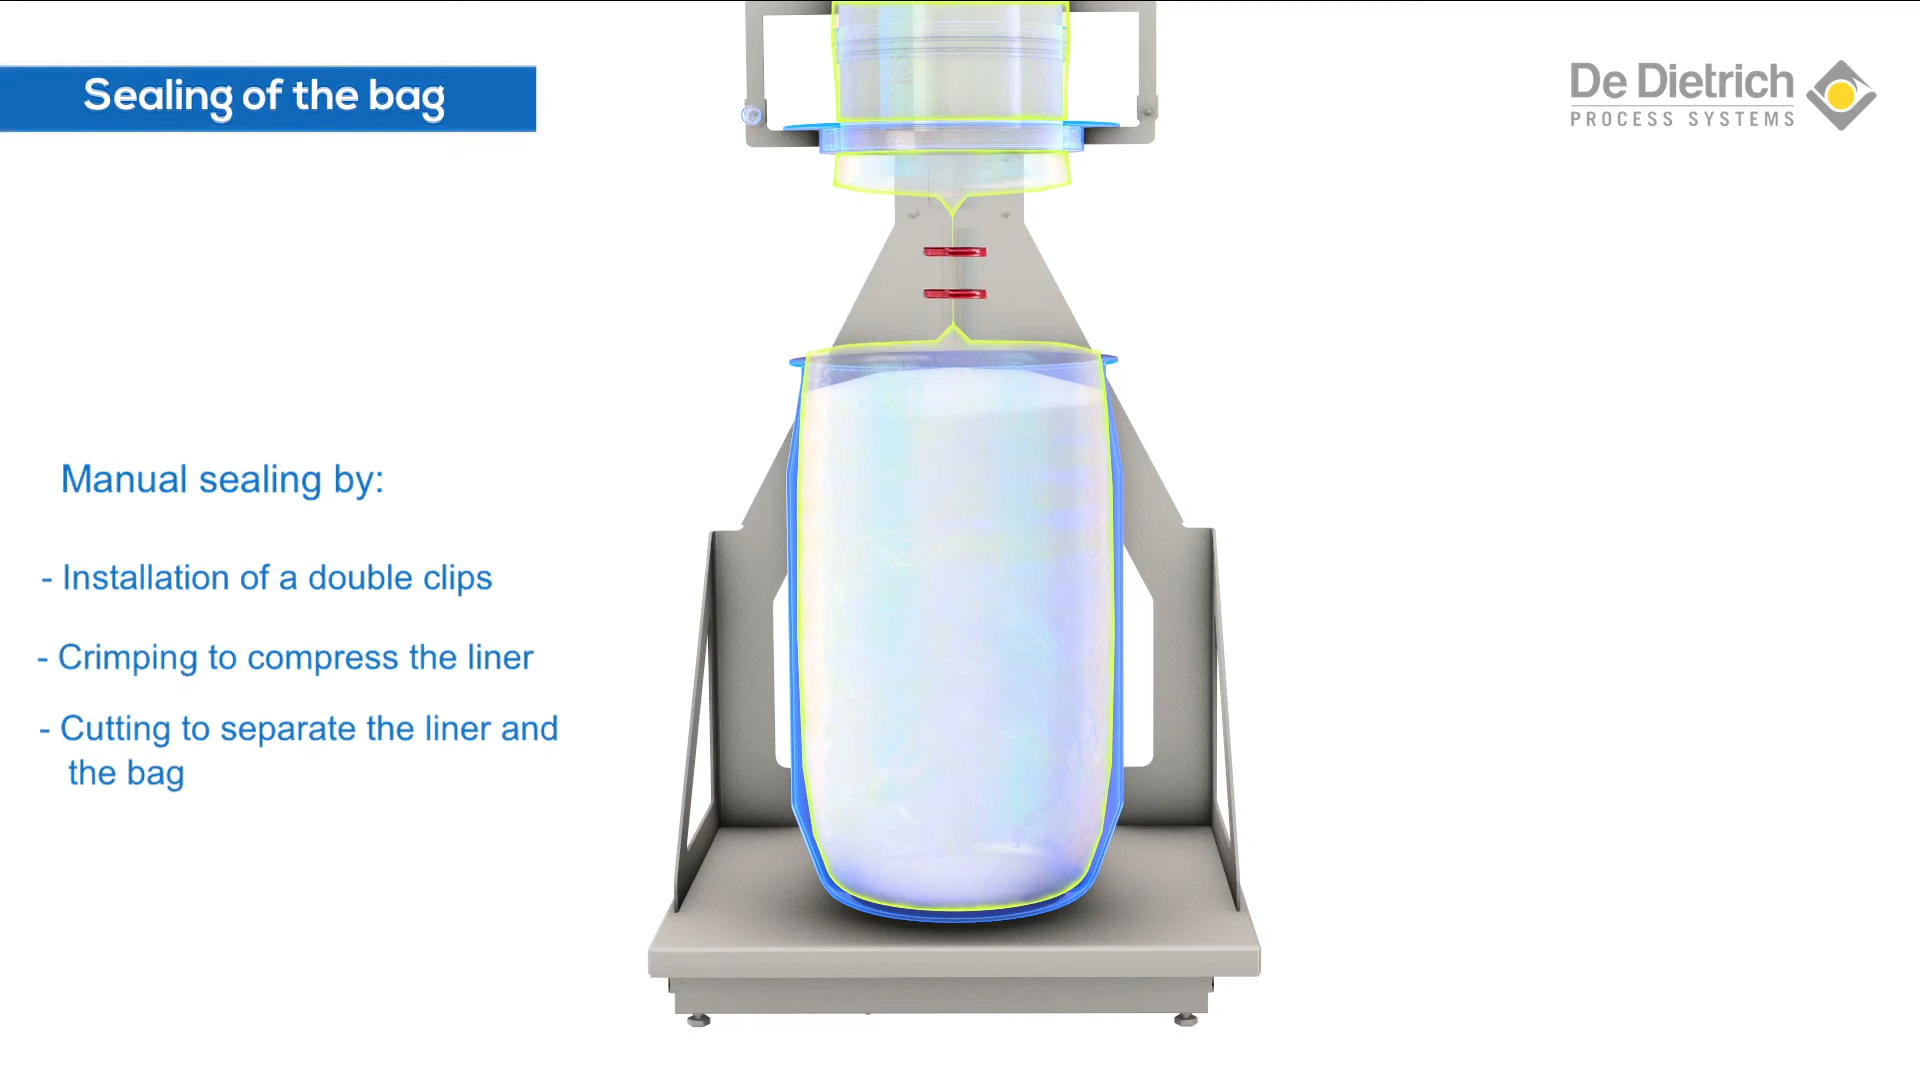 Sealing of the bag
De Dietrich
PROCESS SYSTEMS
Manual sealing by:
- Installation of a double clips
- Crimping to compress the liner
- Cutting to separate the liner and
the bag